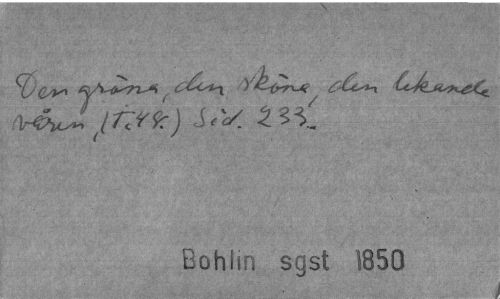 Den gröna, den sköna, den lekande
våren, (T. 48.) Sid. 233.
Bohlin sgst 1850